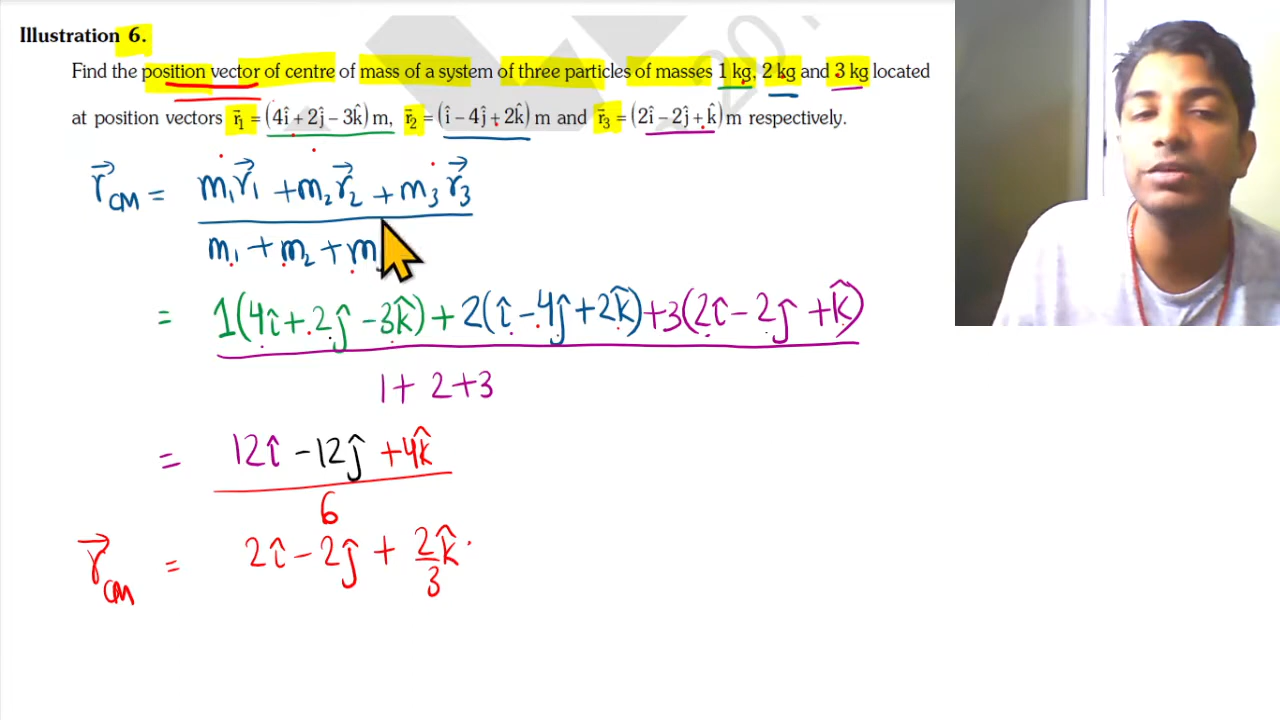 Illustration 6.
Find the position vector of centre of mass of a system of three particles of masses 1 kg, 2 kg and 3 kg located
at position vectors r⃗₁ = (4î + 2ĵ − 3k̂) m, r⃗₂ = (î − 4ĵ + 2k̂) m and r⃗₃ = (2î − 2ĵ + k̂) m respectively.
r⃗CM = m₁r⃗₁ + m₂r⃗₂ + m₃r⃗₃
m₁ + m₂ + m
= 1(4î + 2ĵ − 3k̂) + 2(î − 4ĵ + 2k̂) + 3(2î − 2ĵ + k̂)
1 + 2 + 3
= 12î − 12ĵ + 4k̂
6
r⃗CM = 2î − 2ĵ + 2/3 k̂